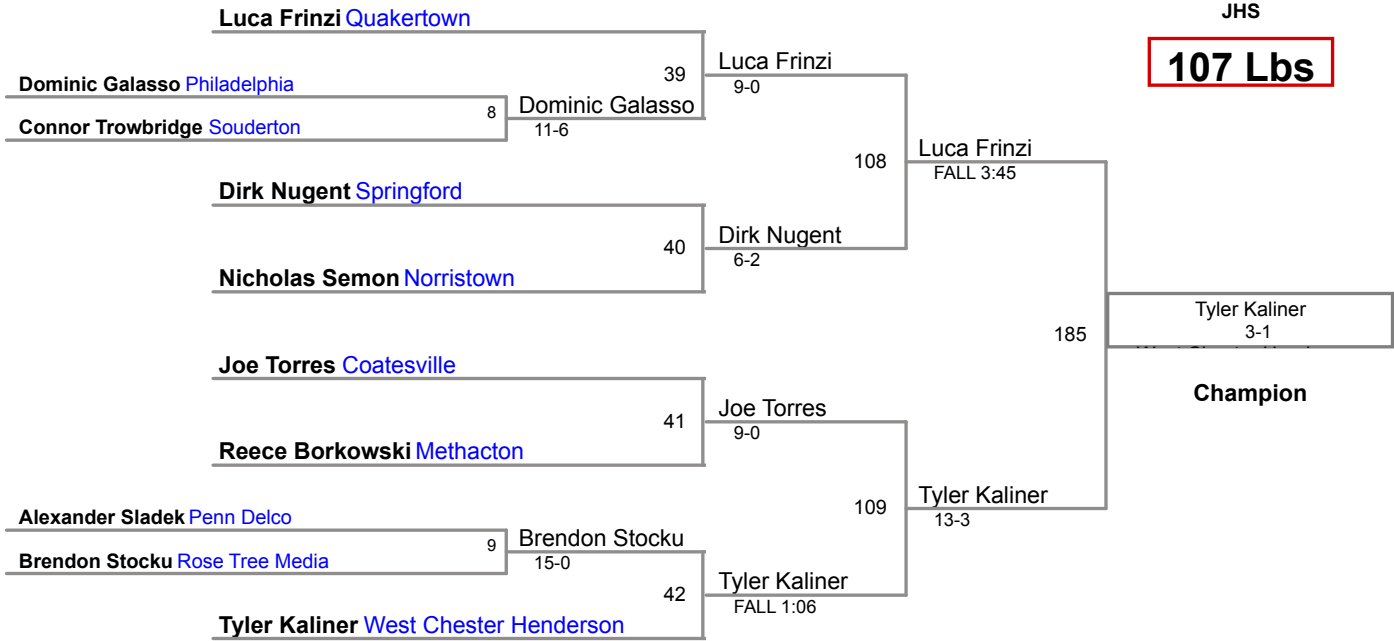 JHS
107 Lbs
Luca Frinzi Quakertown
39
Luca Frinzi
9-0
Dominic Galasso Philadelphia
8
Dominic Galasso
11-6
Connor Trowbridge Souderton
108
Luca Frinzi
FALL 3:45
Dirk Nugent Springford
40
Dirk Nugent
6-2
Nicholas Semon Norristown
185
Tyler Kaliner
3-1
Champion
Joe Torres Coatesville
41
Joe Torres
9-0
Reece Borkowski Methacton
109
Tyler Kaliner
13-3
Alexander Sladek Penn Delco
9
Brendon Stocku
15-0
Brendon Stocku Rose Tree Media
42
Tyler Kaliner
FALL 1:06
Tyler Kaliner West Chester Henderson